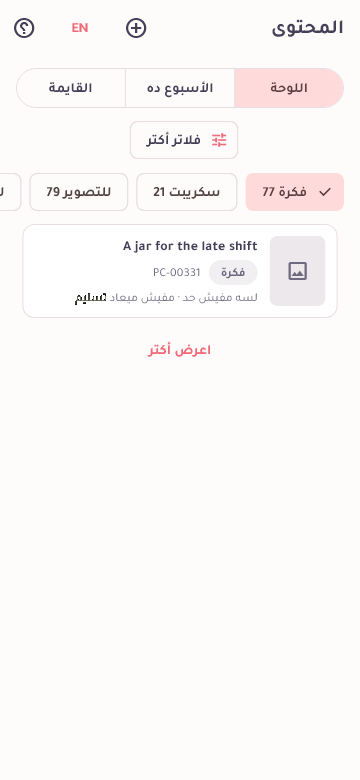 المحتوى
EN
اللوحة
الأسبوع ده
القايمة
فلاتر أكتر
فكرة 77
سكريبت 21
للتصوير 79
A jar for the late shift
فكرة
PC-00331
لسه مفيش حد · مفيش ميعاد تسليم
اعرض أكتر